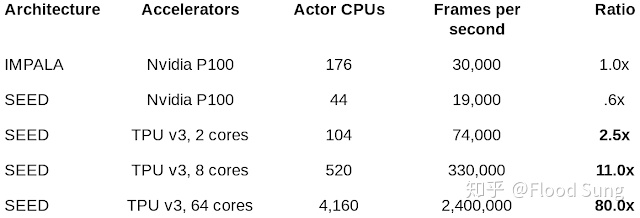 Architecture Accelerators Actor CPUs Frames per second Ratio
IMPALA Nvidia P100 176 30,000 1.0x
SEED Nvidia P100 44 19,000 .6x
SEED TPU v3, 2 cores 104 74,000 2.5x
SEED TPU v3, 8 cores 520 330,000 11.0x
SEED TPU v3, 64 cores 4,160 2,400,000 80.0x
知乎 @Flood Sung